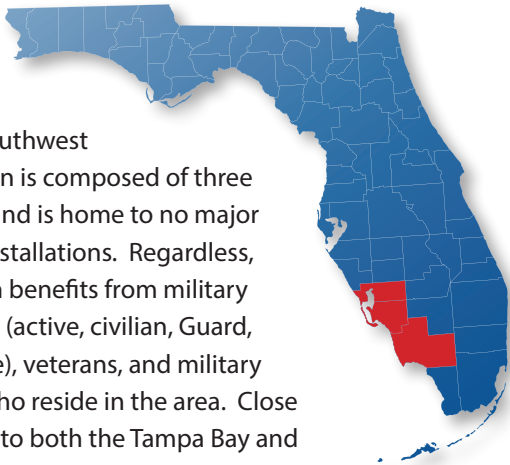 uthwest
n is composed of three
nd is home to no major
stallations. Regardless,
benefits from military
(active, civilian, Guard,
e), veterans, and military
ho reside in the area. Close
to both the Tampa Bay and